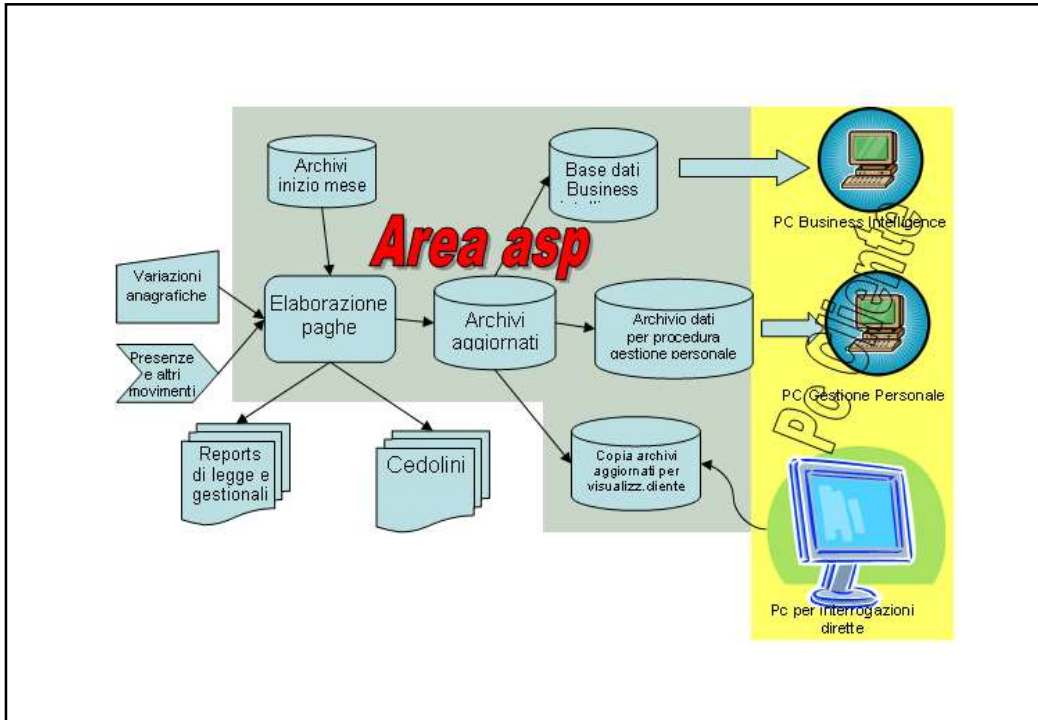 Archivi
inizio mese
Base dati
Business
PC Business Intelligence
Area asp
Variazioni
anagrafiche
Elaborazione
paghe
Archivi
aggiornati
Archivio dati
per procedura
gestione personale
PC Gestione Personale
Pc Cliente
Presenze
e altri
movimenti
Reports
di legge e
gestionali
Cedolini
Copia archivi
aggiornati per
visualizz.cliente
Pc per interrogazioni
dirette